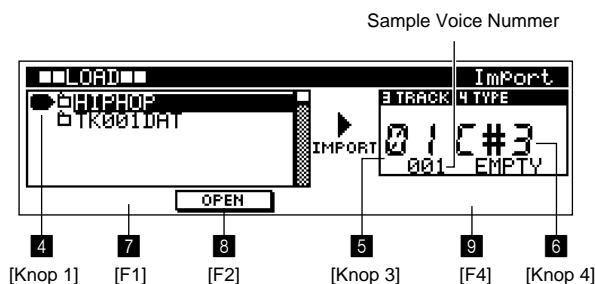 Sample Voice Nummer
■■LOAD■■ Import
HIPHOP
TK001DAT
3 TRACK 4 TYPE
IMPORT
01 C#3
001 EMPTY
OPEN
4 7 8 5 9 6
[Knop 1] [F1] [F2] [Knop 3] [F4] [Knop 4]